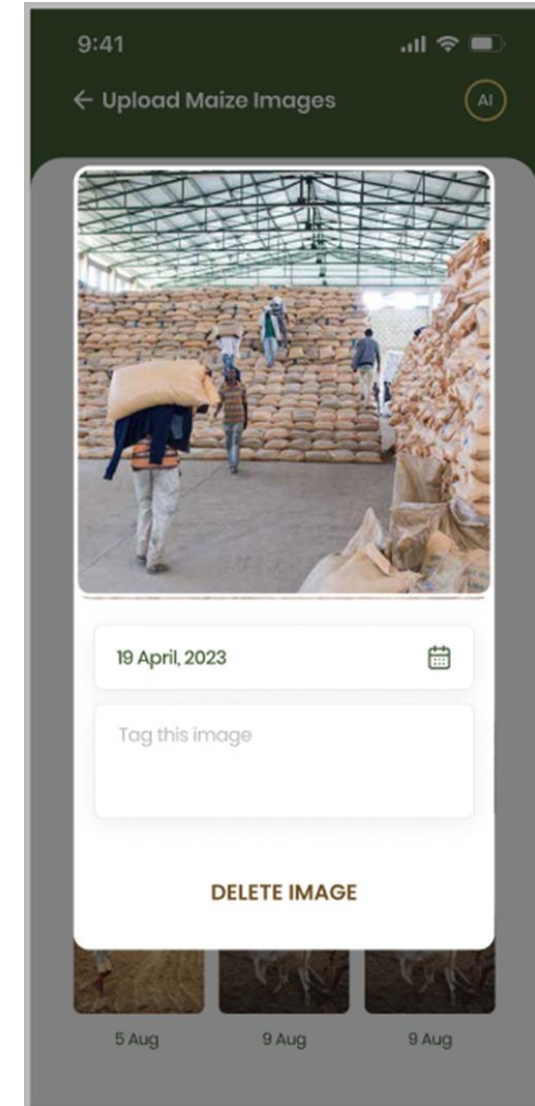 9:41
Upload Maize Images
AI
19 April, 2023
Tag this image
DELETE IMAGE
5 Aug
9 Aug
9 Aug